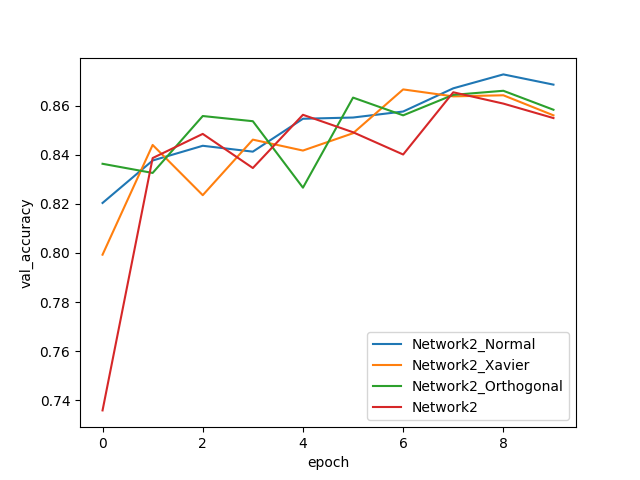 val_accuracy
0.86
0.84
0.82
0.80
0.78
0.76
0.74
0
2
4
6
8
epoch
Network2_Normal
Network2_Xavier
Network2_Orthogonal
Network2